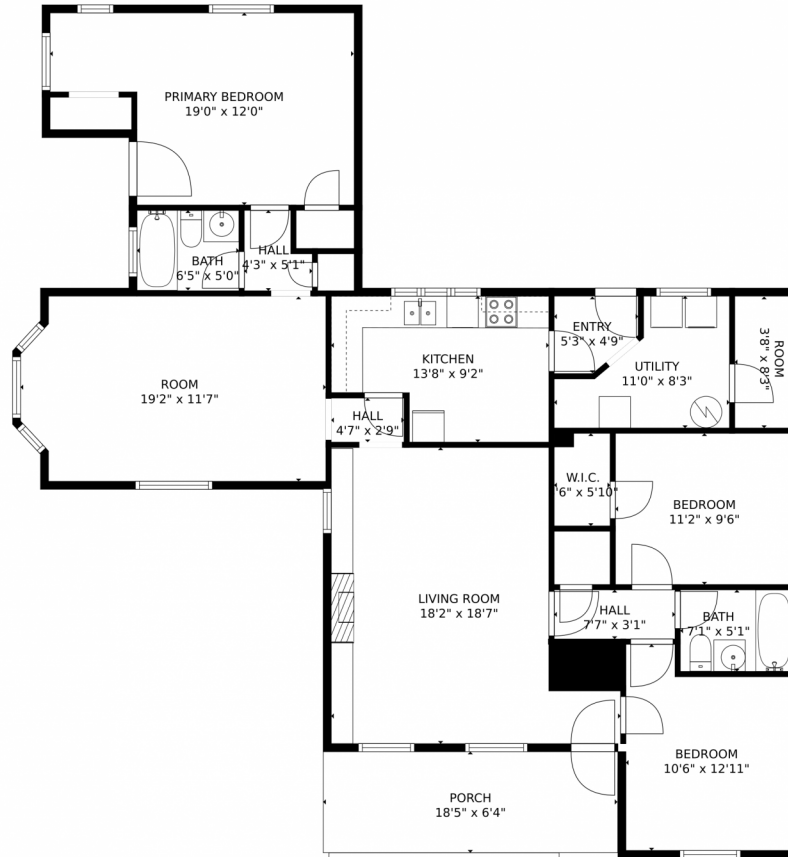 PRIMARY BEDROOM
19'0" x 12'0"
BATH
6'5" x 5'0"
HALL
4'3" x 5'1"
ROOM
19'2" x 11'7"
KITCHEN
13'8" x 9'2"
HALL
4'7" x 2'9"
ENTRY
5'3" x 4'9"
UTILITY
11'0" x 8'3"
ROOM
3'8" x 8'3"
W.I.C.
'6" x 5'10"
BEDROOM
11'2" x 9'6"
LIVING ROOM
18'2" x 18'7"
HALL
7'7" x 3'1"
BATH
7'1" x 5'1"
BEDROOM
10'6" x 12'11"
PORCH
18'5" x 6'4"